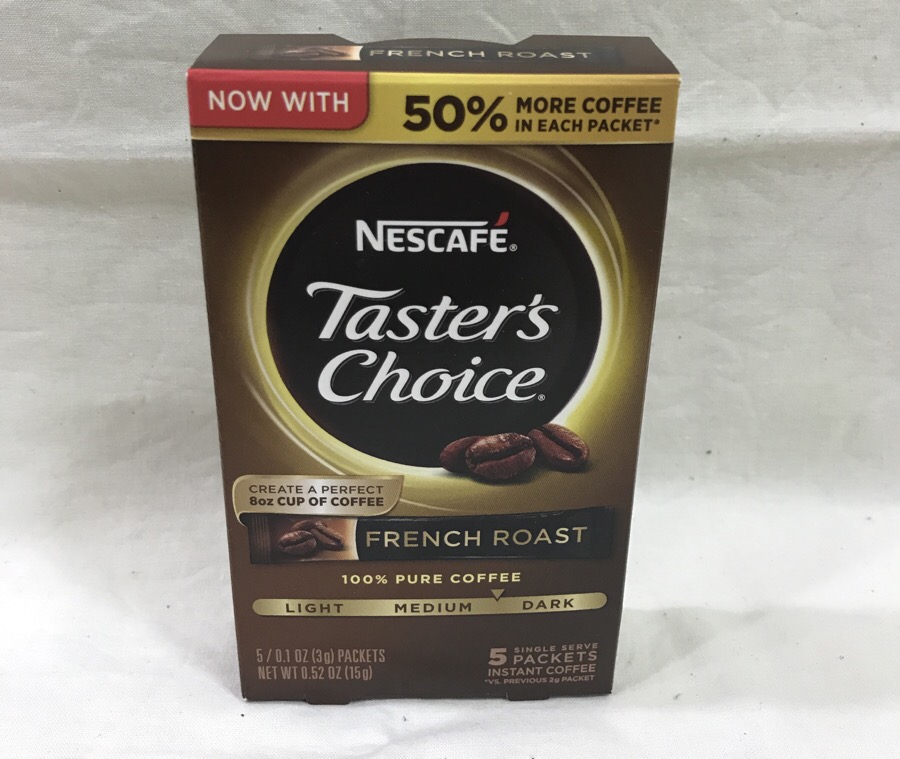 FRENCH ROAST
NOW WITH
50% MORE COFFEE
IN EACH PACKET*
NESCAFÉ®
Taster's
Choice®
CREATE A PERFECT
8oz CUP OF COFFEE
FRENCH ROAST
100% PURE COFFEE
LIGHT MEDIUM DARK
5 / 0.1 OZ (3g) PACKETS
NET WT 0.52 OZ (15g)
5 SINGLE SERVE
PACKETS
INSTANT COFFEE
*VS. PREVIOUS 2g PACKET